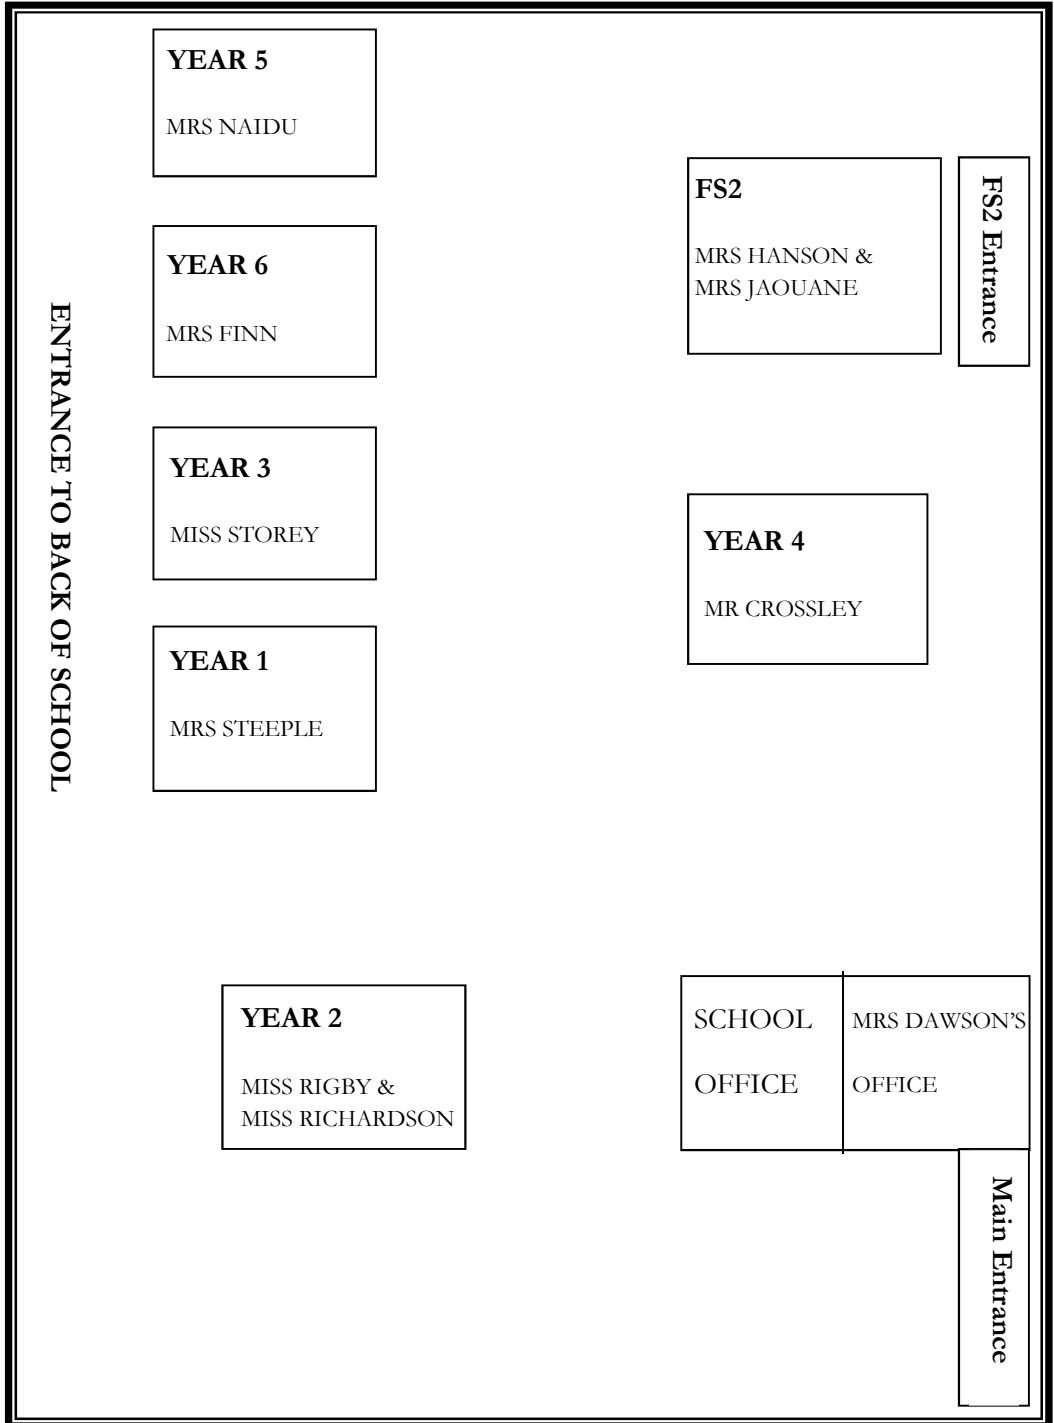 YEAR 5
MRS NAIDU
FS2
MRS HANSON &
MRS JAOUANE
FS2 Entrance
YEAR 6
MRS FINN
ENTRANCE TO BACK OF SCHOOL
YEAR 3
MISS STOREY
YEAR 4
MR CROSSLEY
YEAR 1
MRS STEEPLE
YEAR 2
MISS RIGBY &
MISS RICHARDSON
SCHOOL
OFFICE
MRS DAWSON'S
OFFICE
Main Entrance